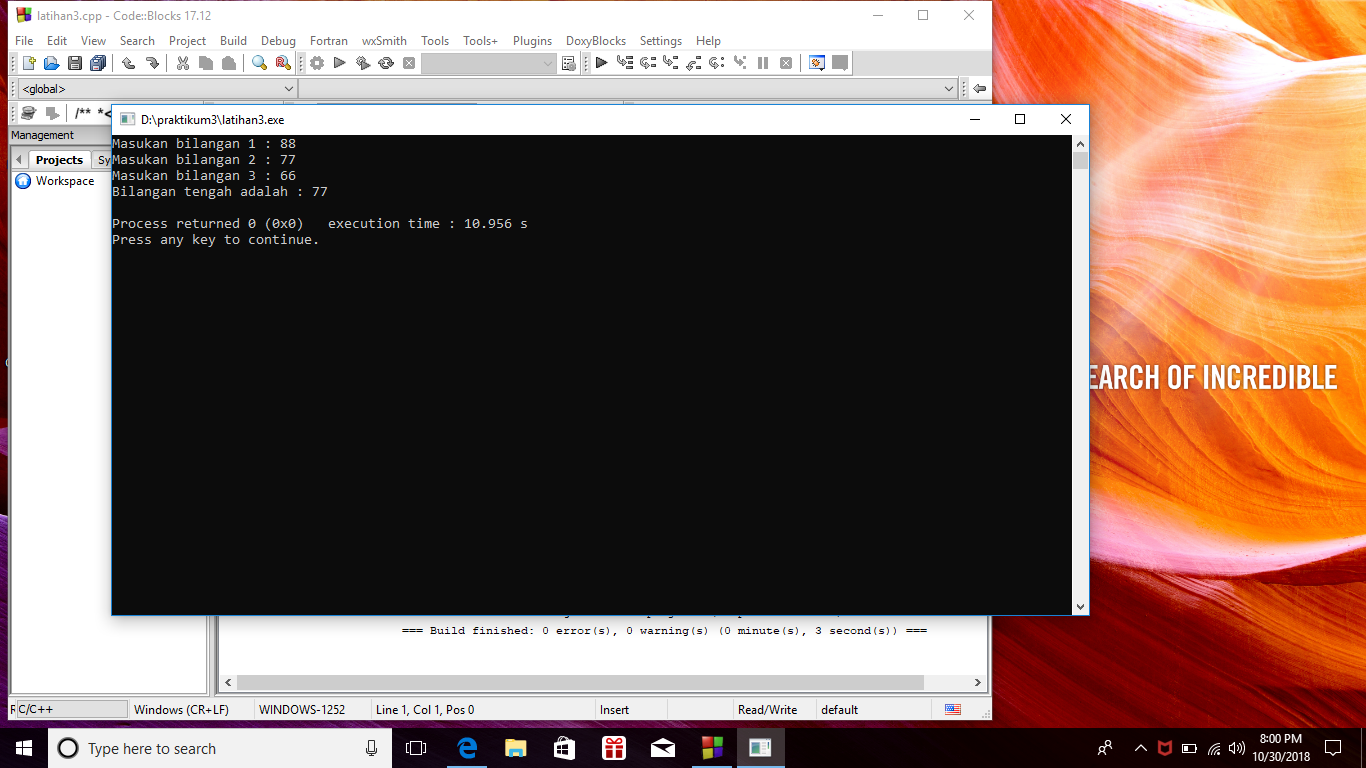 latihan3.cpp - Code::Blocks 17.12
File Edit View Search Project Build Debug Fortran wxSmith Tools Tools+ Plugins DoxyBlocks Settings Help
<global>
/** *<
Management
Projects Sy
Workspace
D:\praktikum3\latihan3.exe
Masukan bilangan 1 : 88
Masukan bilangan 2 : 77
Masukan bilangan 3 : 66
Bilangan tengah adalah : 77
Process returned 0 (0x0)   execution time : 10.956 s
Press any key to continue.
EARCH OF INCREDIBLE
=== Build finished: 0 error(s), 0 warning(s) (0 minute(s), 3 second(s)) ===
C/C++ Windows (CR+LF) WINDOWS-1252 Line 1, Col 1, Pos 0 Insert Read/Write default
Type here to search
8:00 PM
10/30/2018